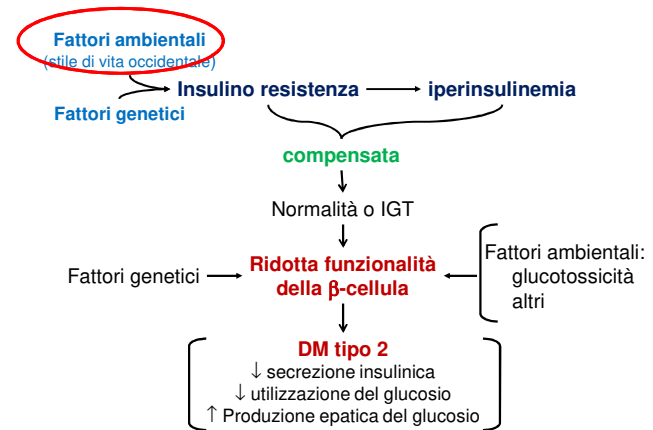 Fattori ambientali
(stile di vita occidentale)
Insulino resistenza
iperinsulinemia
Fattori genetici
compensata
Normalità o IGT
Fattori genetici
Ridotta funzionalità
della β-cellula
Fattori ambientali:
glucotossicità
altri
DM tipo 2
↓ secrezione insulinica
↓ utilizzazione del glucosio
↑ Produzione epatica del glucosio